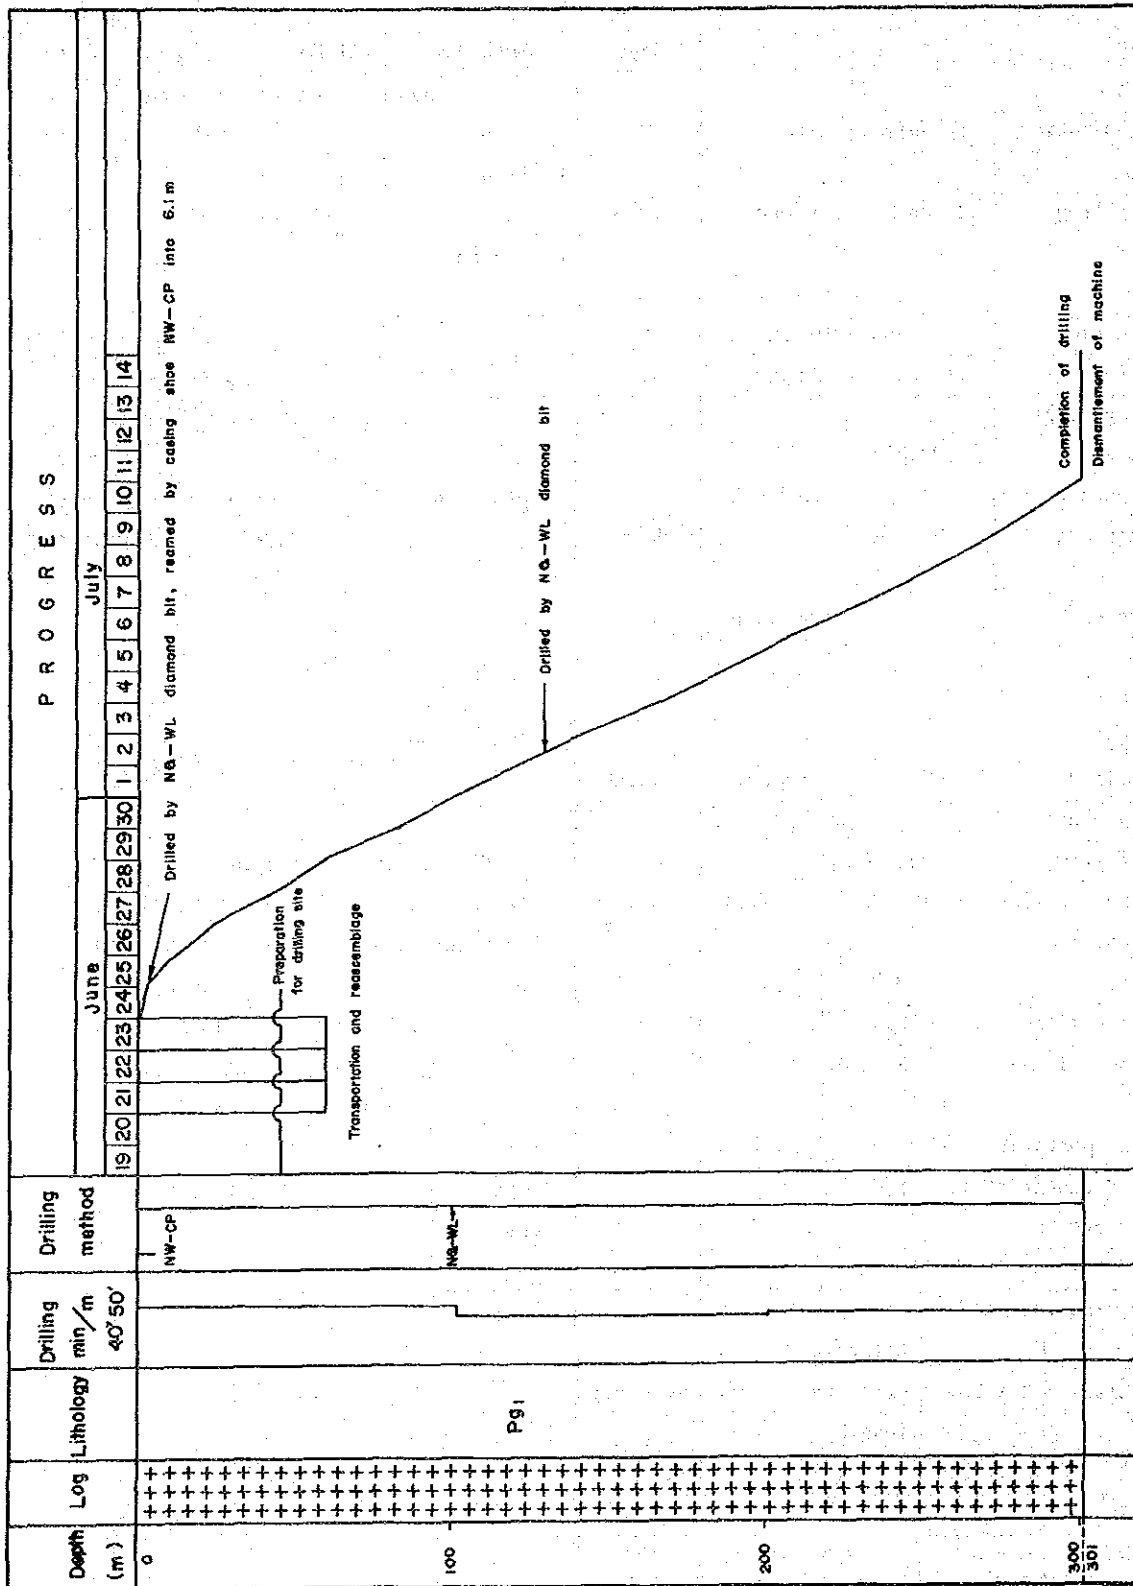 PROGRESS
Depth (m)
Log
Lithology
Drilling min/m
40' 50'
Drilling method
June
July
19 20 21 22 23 24 25 26 27 28 29 30 1 2 3 4 5 6 7 8 9 10 11 12 13 14
0
100
200
300
301
Pg1
NW-CP
NQ-WL
Drilled by NQ-WL diamond bit, reamed by casing shoe NW-CP into 6.1m
Preparation
for drilling site
Transportation and reassemblage
Drilled by NQ-WL diamond bit
Completion of drilling
Dismantlement of machine